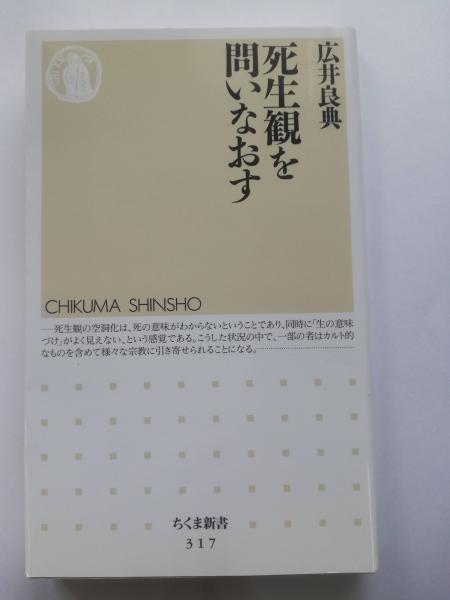 広井良典
死生観を
問いなおす
CHIKUMA SHINSHO
──死生観の空洞化は、死の意味がわからないということであり、同時に「生の意味
づけ」がよく見えない、という感覚である。こうした状況の中で、一部の者はカルト的
なものを含めて様々な宗教に引き寄せられることになる。
ちくま新書
317